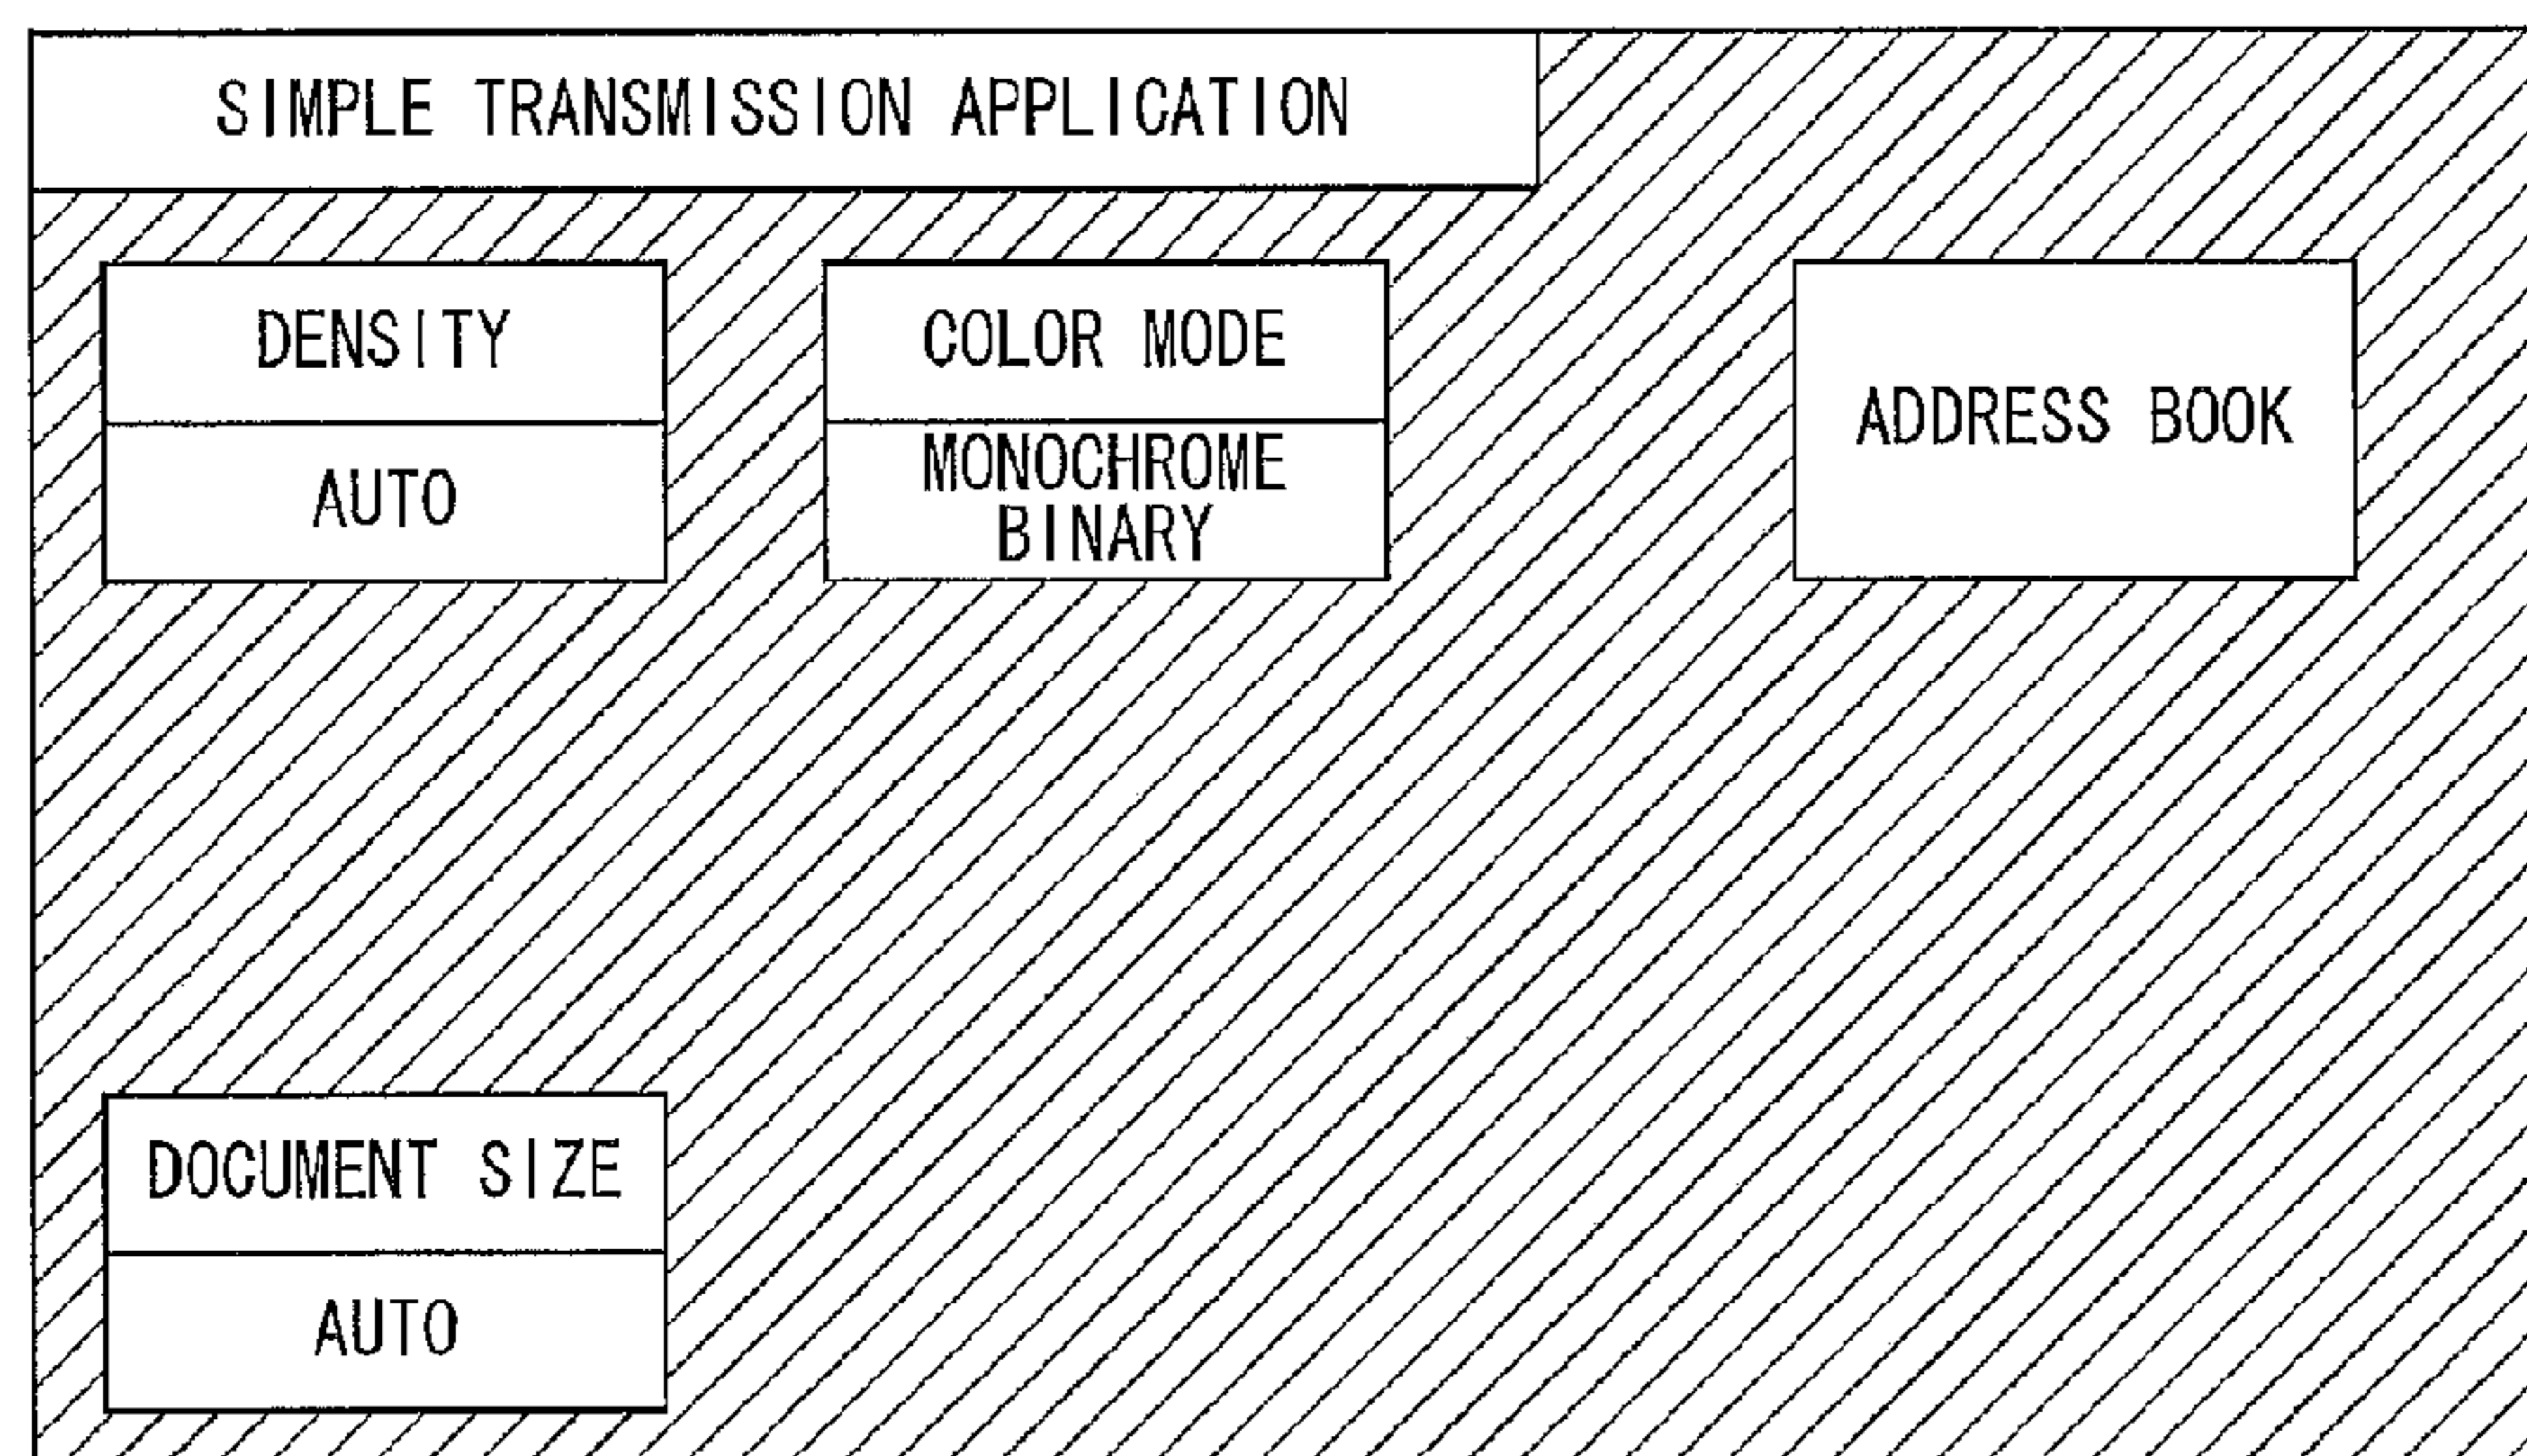 SIMPLE TRANSMISSION APPLICATION
DENSITY
AUTO
COLOR MODE
MONOCHROME
BINARY
ADDRESS BOOK
DOCUMENT SIZE
AUTO